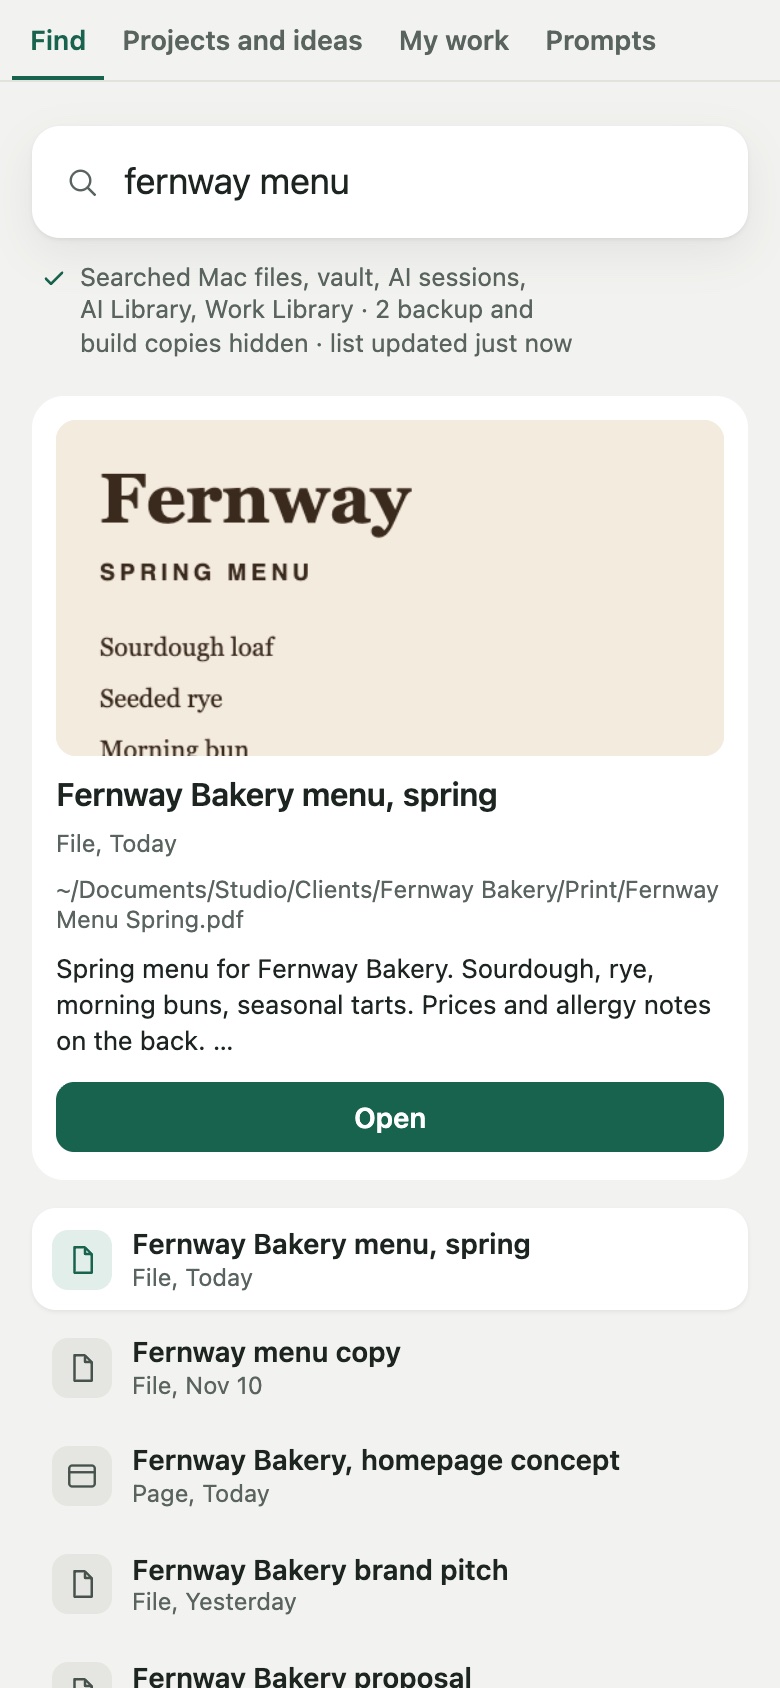 Find Projects and ideas My work Prompts
fernway menu
Searched Mac files, vault, AI sessions,
AI Library, Work Library · 2 backup and
build copies hidden · list updated just now
Fernway
SPRING MENU
Sourdough loaf
Seeded rye
Morning bun
Fernway Bakery menu, spring
File, Today
~/Documents/Studio/Clients/Fernway Bakery/Print/Fernway
Menu Spring.pdf
Spring menu for Fernway Bakery. Sourdough, rye,
morning buns, seasonal tarts. Prices and allergy notes
on the back. ...
Open
Fernway Bakery menu, spring
File, Today
Fernway menu copy
File, Nov 10
Fernway Bakery, homepage concept
Page, Today
Fernway Bakery brand pitch
File, Yesterday
Fernway Bakery proposal